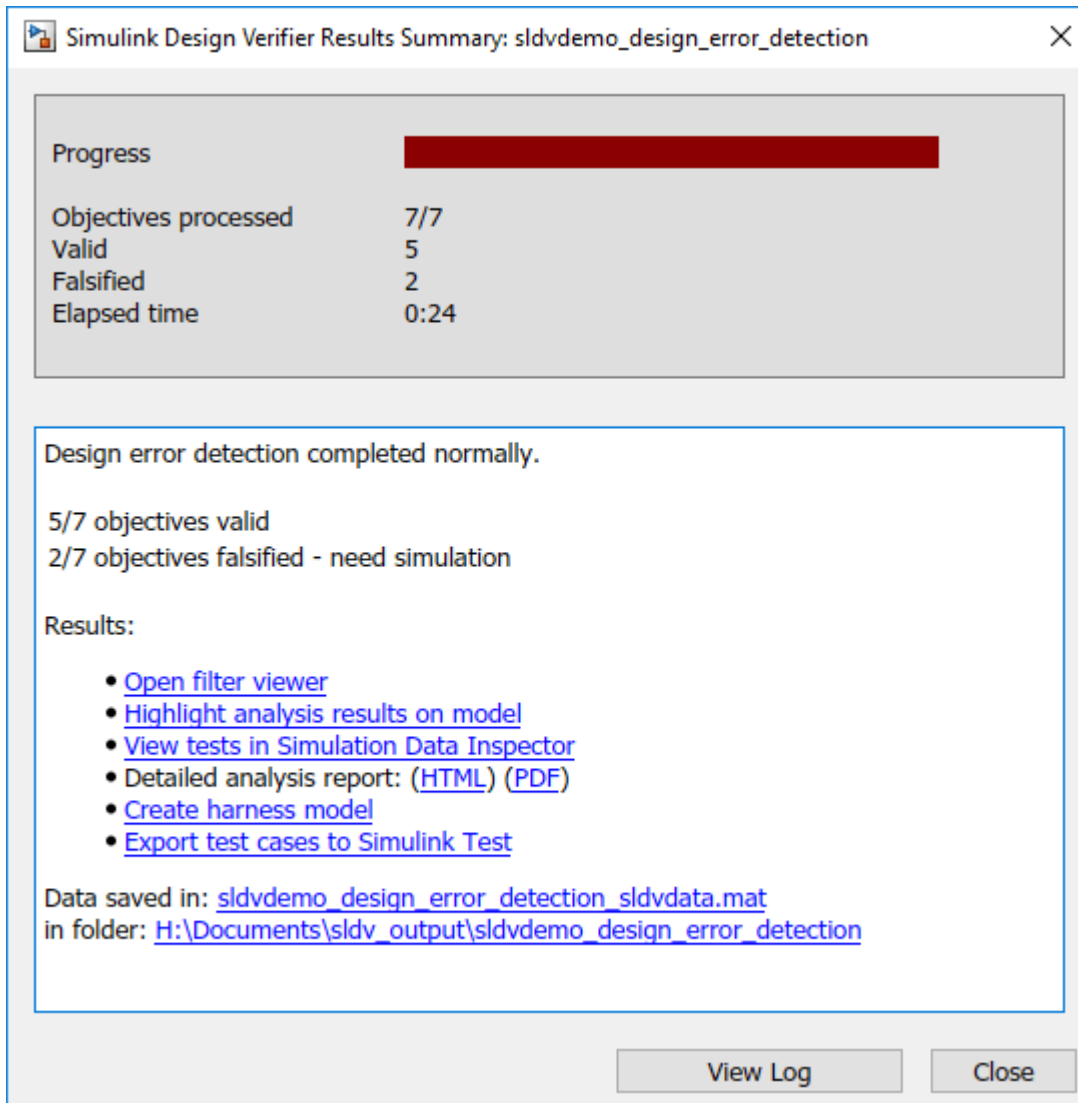 Simulink Design Verifier Results Summary: sldvdemo_design_error_detection
Progress
Objectives processed 7/7
Valid 5
Falsified 2
Elapsed time 0:24
Design error detection completed normally.
5/7 objectives valid
2/7 objectives falsified - need simulation
Results:
• Open filter viewer
• Highlight analysis results on model
• View tests in Simulation Data Inspector
• Detailed analysis report: (HTML) (PDF)
• Create harness model
• Export test cases to Simulink Test
Data saved in: sldvdemo_design_error_detection_sldvdata.mat
in folder: H:\Documents\sldv_output\sldvdemo_design_error_detection
View Log Close